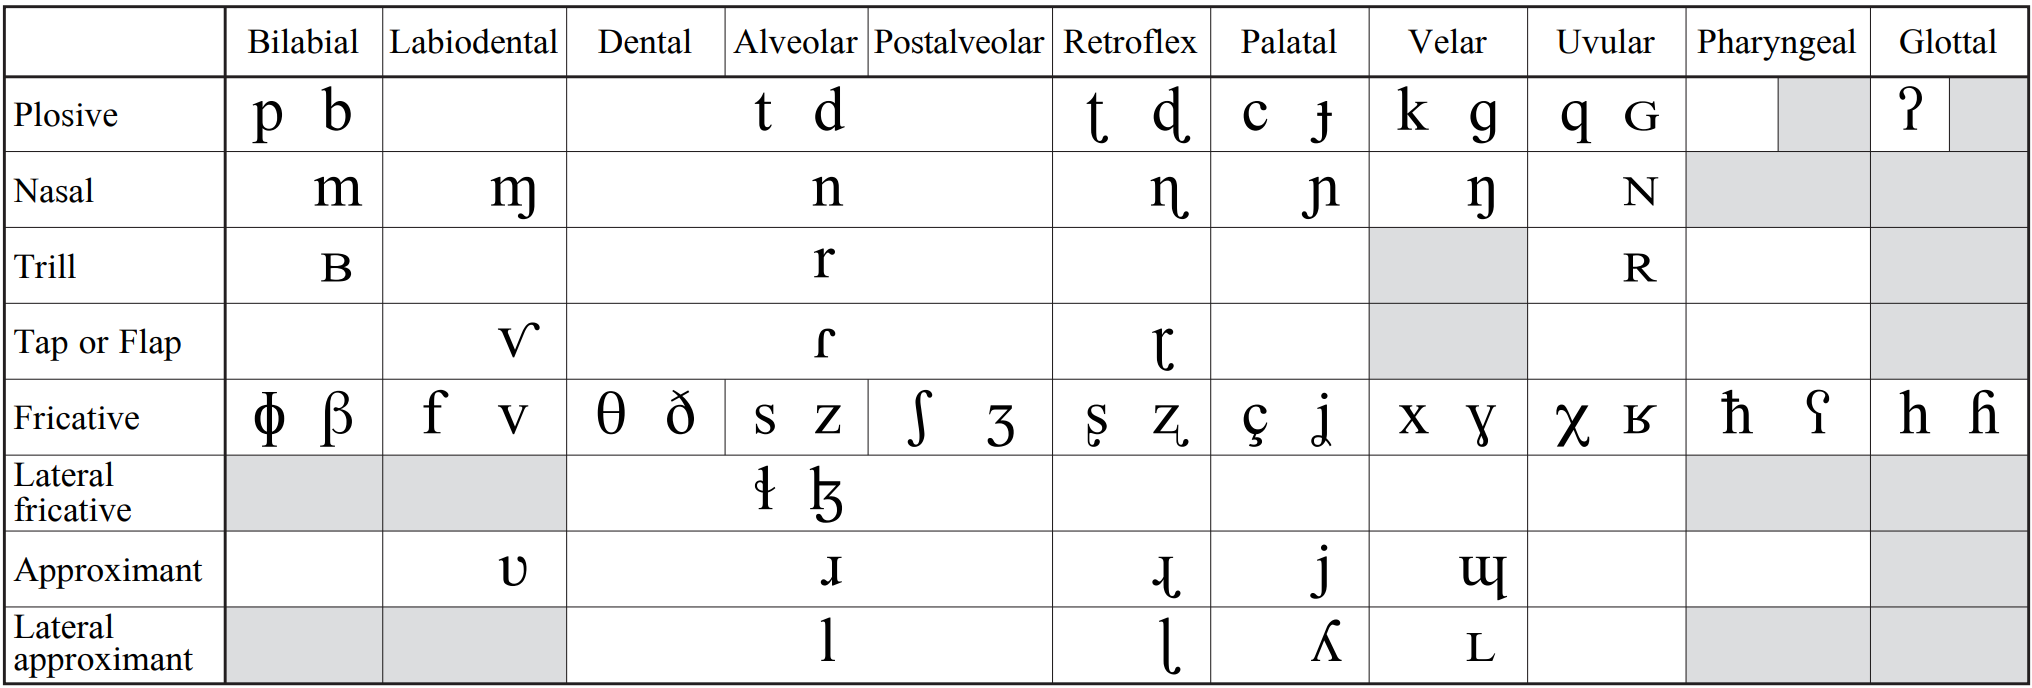 Bilabial Labiodental Dental Alveolar Postalveolar Retroflex Palatal Velar Uvular Pharyngeal Glottal
Plosive p b t d ʈ ɖ c ɟ k ɡ q ɢ ʔ
Nasal m ɱ n ɳ ɲ ŋ ɴ
Trill ʙ r ʀ
Tap or Flap ⱱ ɾ ɽ
Fricative ɸ β f v θ ð s z ʃ ʒ ʂ ʐ ç ʝ x ɣ χ ʁ ħ ʕ h ɦ
Lateral
fricative ɬ ɮ
Approximant ʋ ɹ ɻ j ɰ
Lateral
approximant l ɭ ʎ ʟ